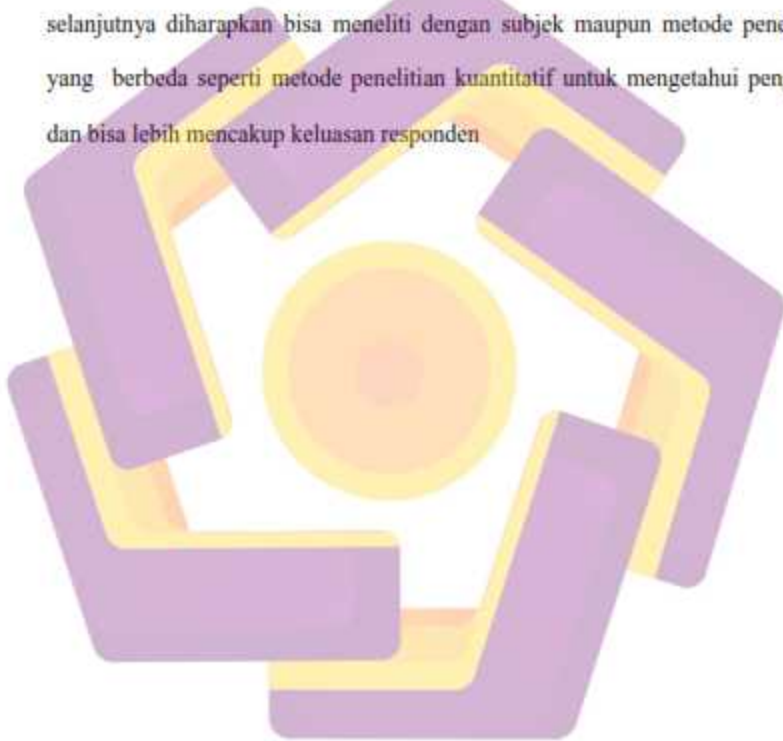 selanjutnya diharapkan bisa meneliti dengan subjek maupun metode
yang berbeda seperti metode penelitian kuantitatif untuk mengetahui
dan bisa lebih mencakup keluasan responden